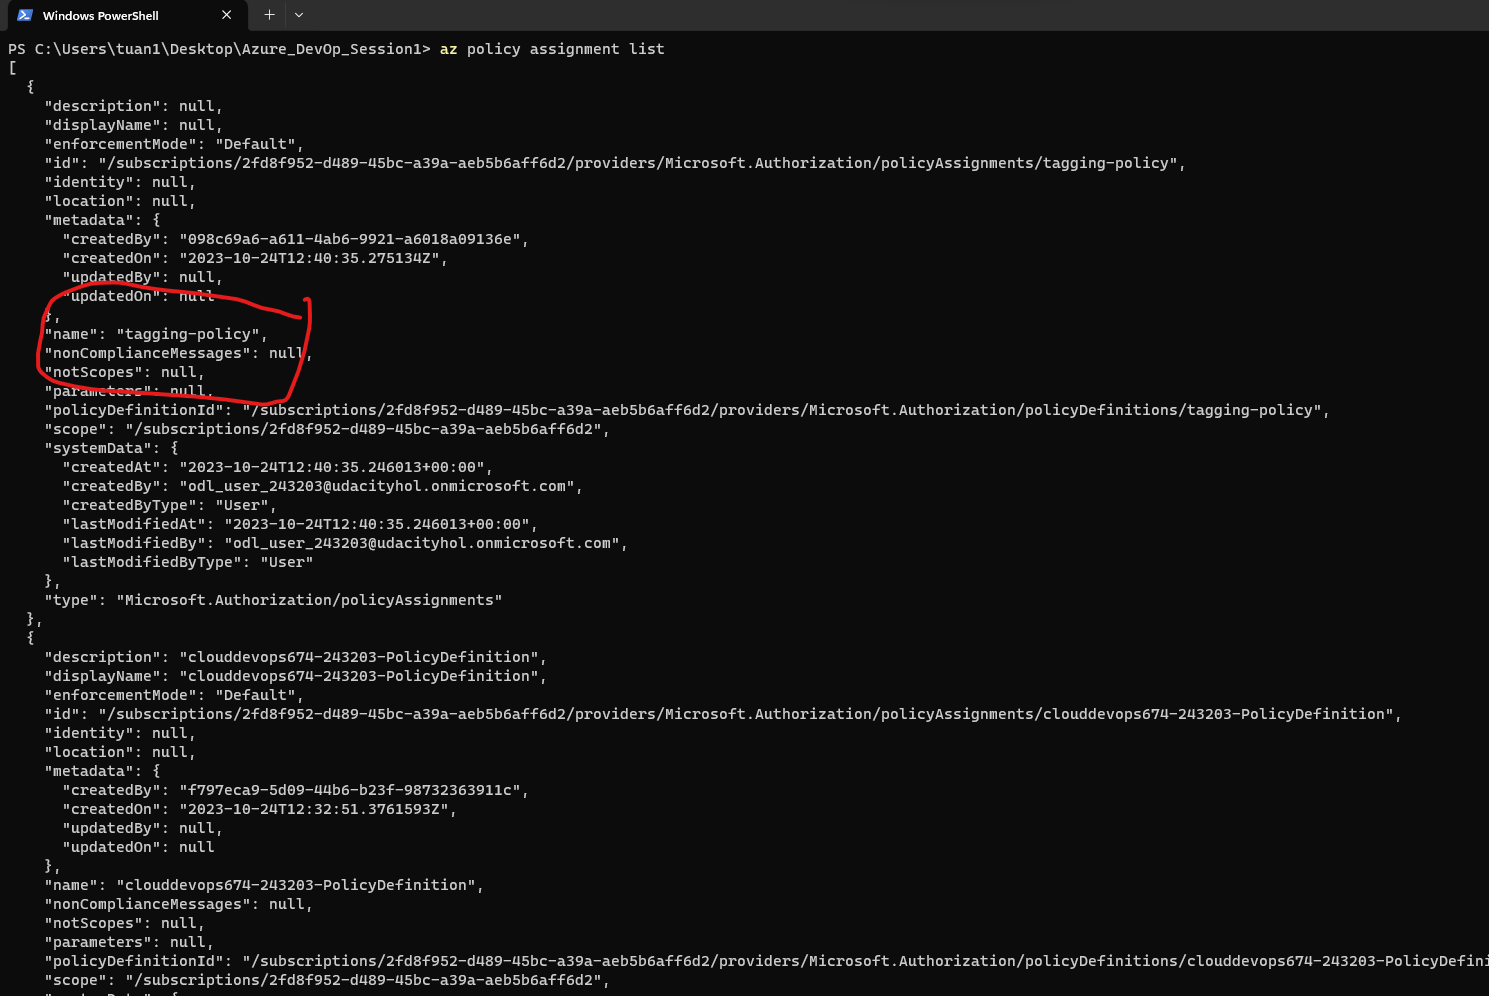 Windows PowerShell
PS C:\Users\tuan1\Desktop\Azure_DevOp_Session1> az policy assignment list
[
  {
    "description": null,
    "displayName": null,
    "enforcementMode": "Default",
    "id": "/subscriptions/2fd8f952-d489-45bc-a39a-aeb5b6aff6d2/providers/Microsoft.Authorization/policyAssignments/tagging-policy",
    "identity": null,
    "location": null,
    "metadata": {
      "createdBy": "098c69a6-a611-4ab6-9921-a6018a09136e",
      "createdOn": "2023-10-24T12:40:35.275134Z",
      "updatedBy": null,
      "updatedOn": null
    },
    "name": "tagging-policy",
    "nonComplianceMessages": null,
    "notScopes": null,
    "parameters": null,
    "policyDefinitionId": "/subscriptions/2fd8f952-d489-45bc-a39a-aeb5b6aff6d2/providers/Microsoft.Authorization/policyDefinitions/tagging-policy",
    "scope": "/subscriptions/2fd8f952-d489-45bc-a39a-aeb5b6aff6d2",
    "systemData": {
      "createdAt": "2023-10-24T12:40:35.246013+00:00",
      "createdBy": "odl_user_243203@udacityhol.onmicrosoft.com",
      "createdByType": "User",
      "lastModifiedAt": "2023-10-24T12:40:35.246013+00:00",
      "lastModifiedBy": "odl_user_243203@udacityhol.onmicrosoft.com",
      "lastModifiedByType": "User"
    },
    "type": "Microsoft.Authorization/policyAssignments"
  },
  {
    "description": "clouddevops674-243203-PolicyDefinition",
    "displayName": "clouddevops674-243203-PolicyDefinition",
    "enforcementMode": "Default",
    "id": "/subscriptions/2fd8f952-d489-45bc-a39a-aeb5b6aff6d2/providers/Microsoft.Authorization/policyAssignments/clouddevops674-243203-PolicyDefinition",
    "identity": null,
    "location": null,
    "metadata": {
      "createdBy": "f797eca9-5d09-44b6-b23f-98732363911c",
      "createdOn": "2023-10-24T12:32:51.3761593Z",
      "updatedBy": null,
      "updatedOn": null
    },
    "name": "clouddevops674-243203-PolicyDefinition",
    "nonComplianceMessages": null,
    "notScopes": null,
    "parameters": null,
    "policyDefinitionId": "/subscriptions/2fd8f952-d489-45bc-a39a-aeb5b6aff6d2/providers/Microsoft.Authorization/policyDefinitions/clouddevops674-243203-PolicyDefini
    "scope": "/subscriptions/2fd8f952-d489-45bc-a39a-aeb5b6aff6d2",